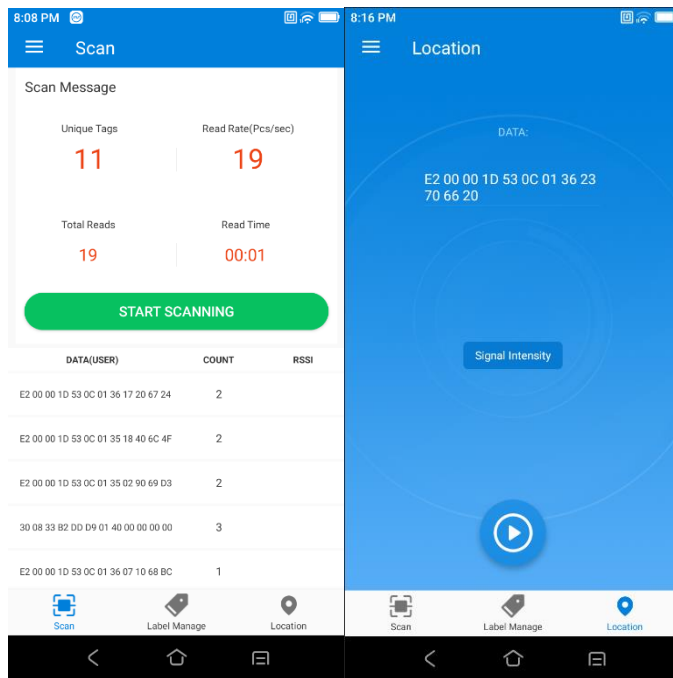 8:08 PM
Scan
Scan Message
Unique Tags Read Rate(Pcs/sec)
11 19
Total Reads Read Time
19 00:01
START SCANNING
DATA(USER) COUNT RSSI
E2 00 00 1D 53 0C 01 36 17 20 67 24 2
E2 00 00 1D 53 0C 01 35 18 40 6C 4F 2
E2 00 00 1D 53 0C 01 35 02 90 69 D3 2
30 08 33 B2 DD D9 01 40 00 00 00 00 3
E2 00 00 1D 53 0C 01 36 07 10 68 BC 1
Scan Label Manage Location
8:16 PM
Location
DATA:
E2 00 00 1D 53 0C 01 36 23
70 66 20
Signal Intensity
Scan Label Manage Location